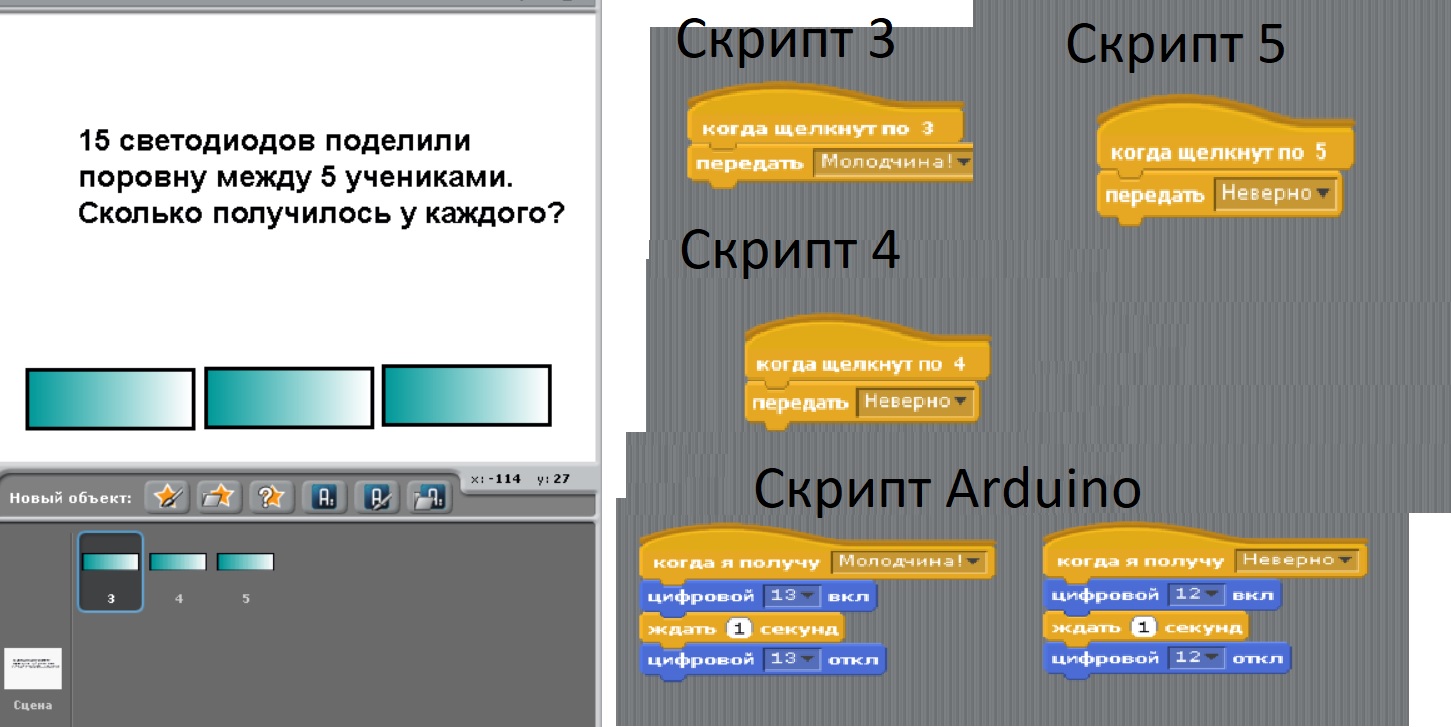 15 светодиодов поделили
поровну между 5 учениками.
Сколько получилось у каждого?
x: -114 y: 27
Новый объект:
3
4
5
Сцена
Скрипт 3
когда щелкнут по 3
передать Молодчина!
Скрипт 5
когда щелкнут по 5
передать Неверно
Скрипт 4
когда щелкнут по 4
передать Неверно
Скрипт Arduino
когда я получу Молодчина!
цифровой 13 вкл
ждать 1 секунд
цифровой 13 откл
когда я получу Неверно
цифровой 12 вкл
ждать 1 секунд
цифровой 12 откл